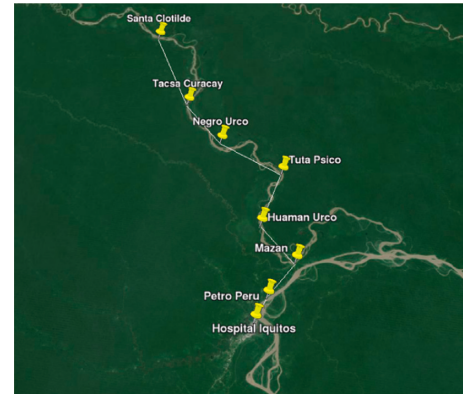 Santa Clotilde
Tacsa Curacay
Negro Urco
Tuta Psico
Huaman Urco
Mazan
Petro Peru
Hospital Iquitos